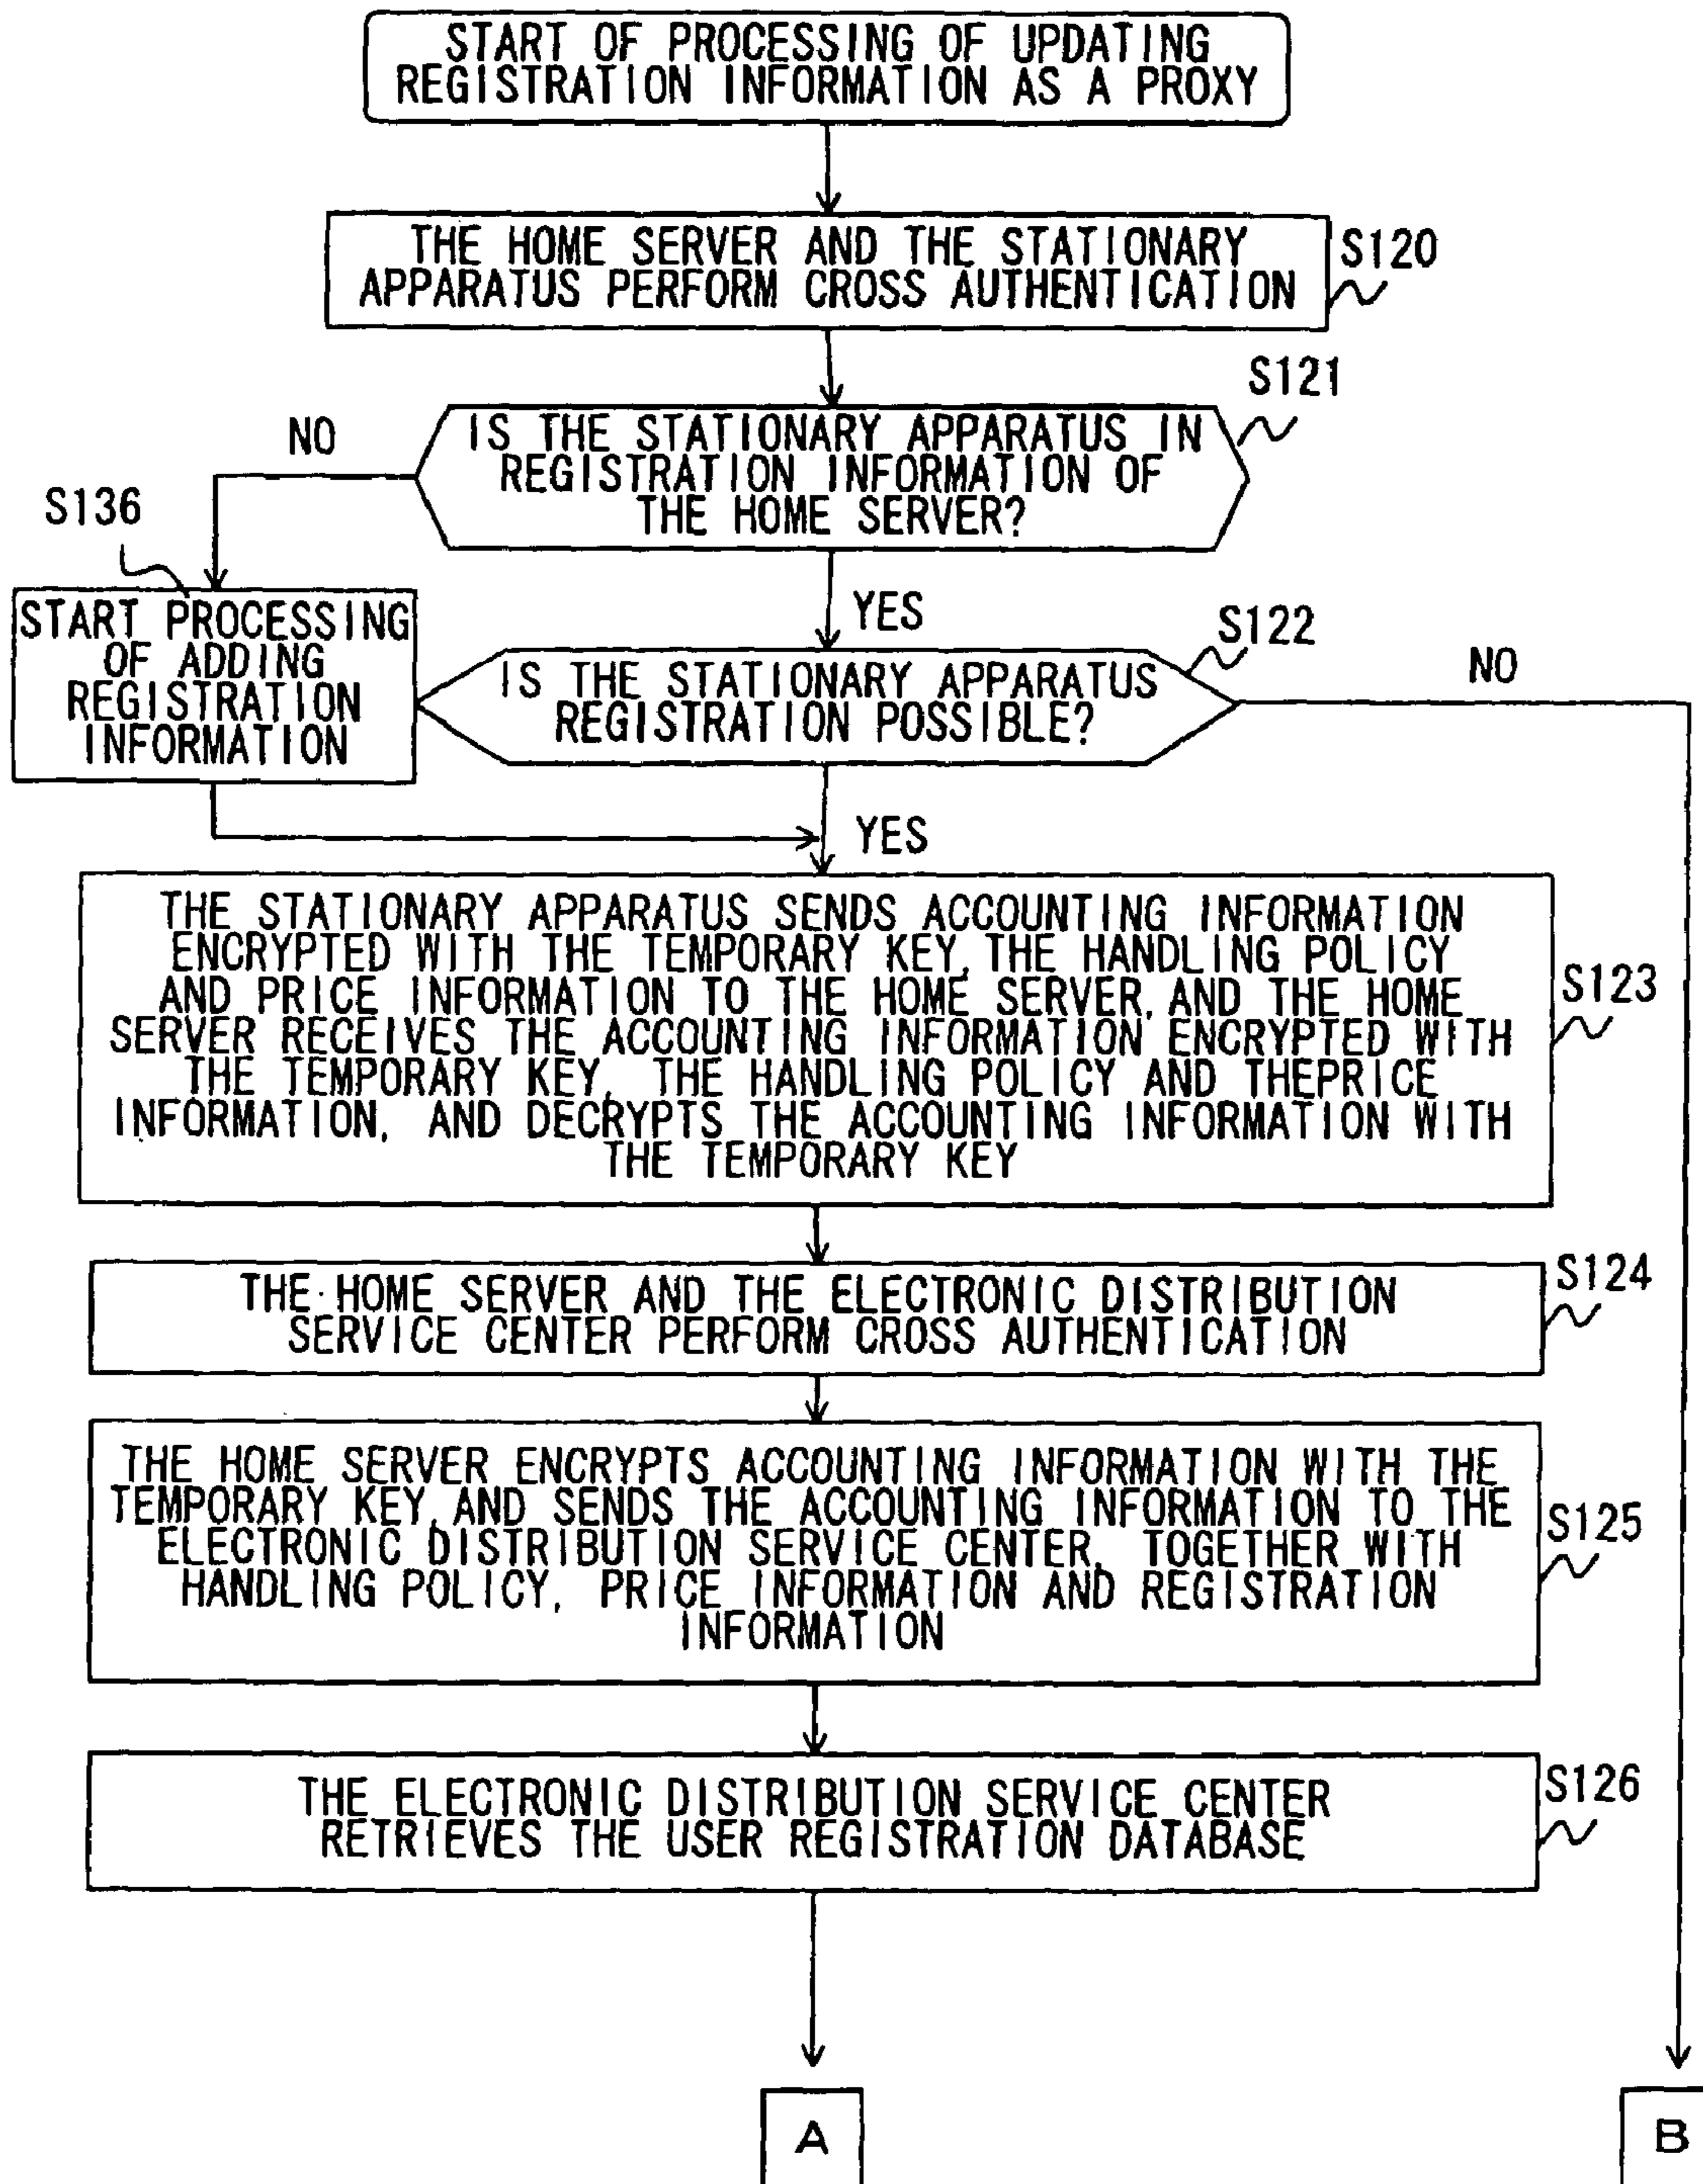 START OF PROCESSING OF UPDATING
REGISTRATION INFORMATION AS A PROXY
THE HOME SERVER AND THE STATIONARY
APPARATUS PERFORM CROSS AUTHENTICATION
S120
S121
NO
IS THE STATIONARY APPARATUS IN
REGISTRATION INFORMATION OF
THE HOME SERVER?
S136
START PROCESSING
OF ADDING
REGISTRATION
INFORMATION
YES
S122
IS THE STATIONARY APPARATUS
REGISTRATION POSSIBLE?
NO
YES
THE STATIONARY APPARATUS SENDS ACCOUNTING INFORMATION
ENCRYPTED WITH THE TEMPORARY KEY, THE HANDLING POLICY
AND PRICE INFORMATION TO THE HOME SERVER, AND THE HOME
SERVER RECEIVES THE ACCOUNTING INFORMATION ENCRYPTED WITH
THE TEMPORARY KEY, THE HANDLING POLICY AND THEPRICE
INFORMATION, AND DECRYPTS THE ACCOUNTING INFORMATION WITH
THE TEMPORARY KEY
S123
THE HOME SERVER AND THE ELECTRONIC DISTRIBUTION
SERVICE CENTER PERFORM CROSS AUTHENTICATION
S124
THE HOME SERVER ENCRYPTS ACCOUNTING INFORMATION WITH THE
TEMPORARY KEY, AND SENDS THE ACCOUNTING INFORMATION TO THE
ELECTRONIC DISTRIBUTION SERVICE CENTER, TOGETHER WITH
HANDLING POLICY, PRICE INFORMATION AND REGISTRATION
INFORMATION
S125
THE ELECTRONIC DISTRIBUTION SERVICE CENTER
RETRIEVES THE USER REGISTRATION DATABASE
S126
A
B